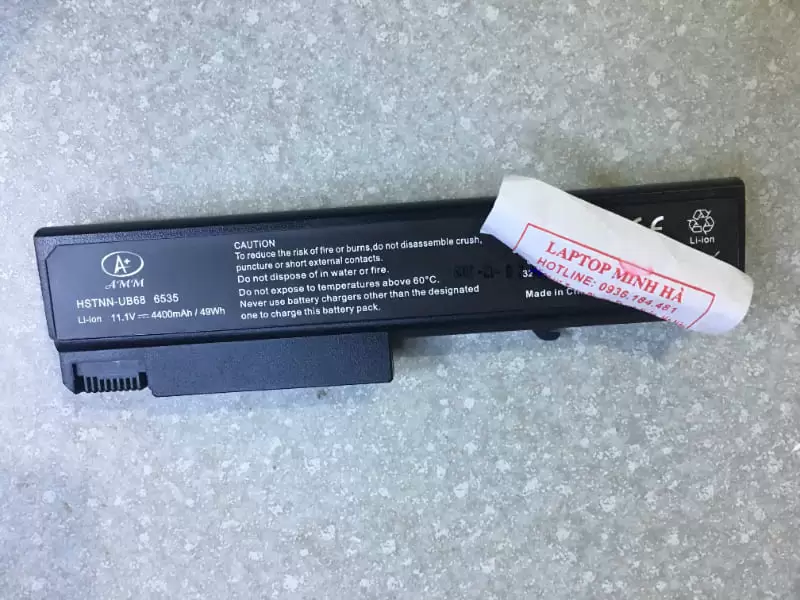 A+
AMM
HSTNN-UB68 6535
Li-ion 11.1V 4400mAh / 49Wh
CAUTION
To reduce the risk of fire or burns,do not disassemble crush,
puncture or short external contacts.
Do not dispose of in water or fire.
Do not expose to temperatures above 60°C.
Never use battery chargers other than the designated
one to charge this battery pack.
32
Made in Chi
CE
Li-ion
LAPTOP MINH HÀ
HOTLINE: 0936.184.481